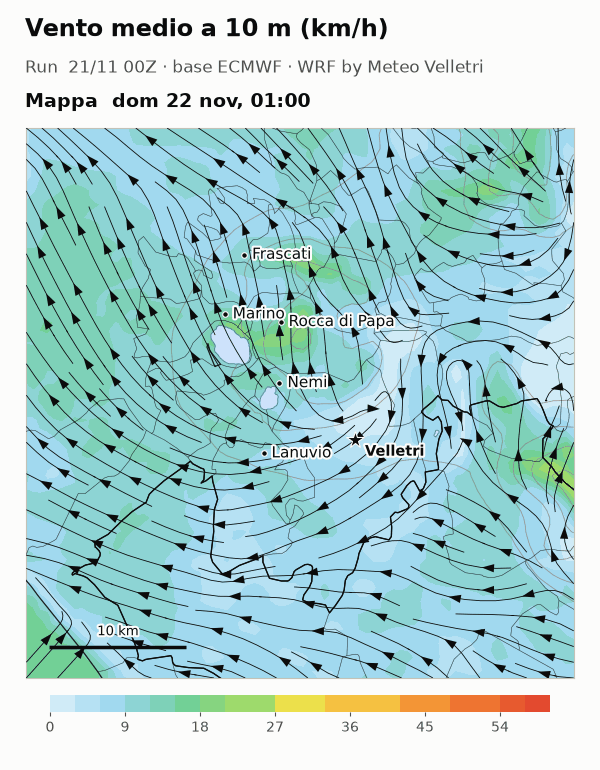 Vento medio a 10 m (km/h)
Run  21/11 00Z · base ECMWF · WRF by Meteo Velletri
Mappa  dom 22 nov, 01:00
Frascati
Marino
Rocca di Papa
Nemi
Velletri
Lanuvio
10 km
0 9 18 27 36 45 54